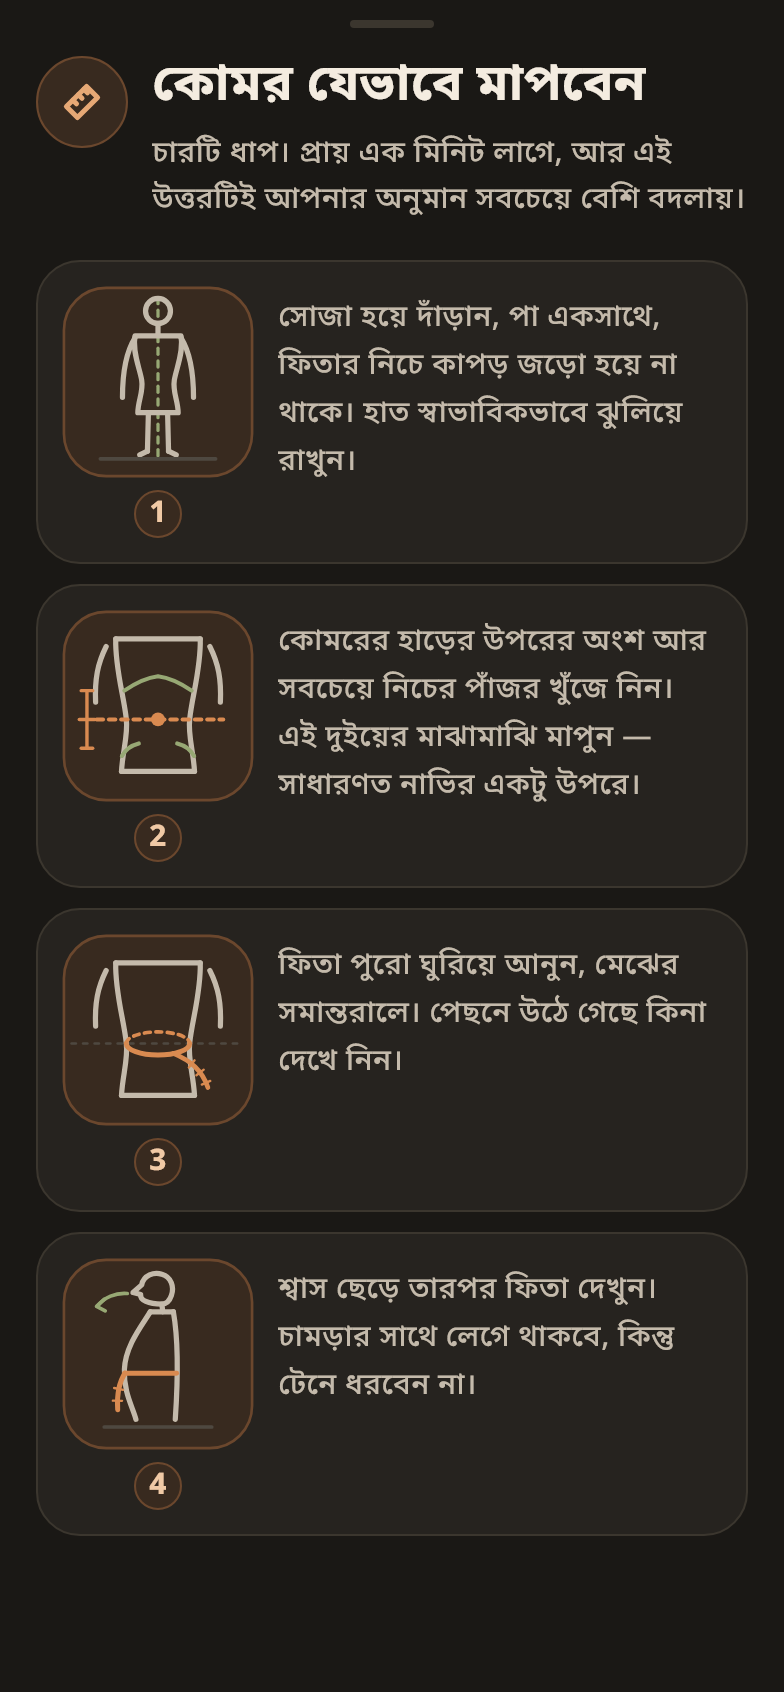 কোমর যেভাবে মাপবেন
চারটি ধাপ। প্রায় এক মিনিট লাগে, আর এই
উত্তরটিই আপনার অনুমান সবচেয়ে বেশি বদলায়।
সোজা হয়ে দাঁড়ান, পা একসাথে,
ফিতার নিচে কাপড় জড়ো হয়ে না
থাকে। হাত স্বাভাবিকভাবে ঝুলিয়ে
রাখুন।
1
কোমরের হাড়ের উপরের অংশ আর
সবচেয়ে নিচের পাঁজর খুঁজে নিন।
এই দুইয়ের মাঝামাঝি মাপুন —
সাধারণত নাভির একটু উপরে।
2
ফিতা পুরো ঘুরিয়ে আনুন, মেঝের
সমান্তরালে। পেছনে উঠে গেছে কিনা
দেখে নিন।
3
শ্বাস ছেড়ে তারপর ফিতা দেখুন।
চামড়ার সাথে লেগে থাকবে, কিন্তু
টেনে ধরবেন না।
4